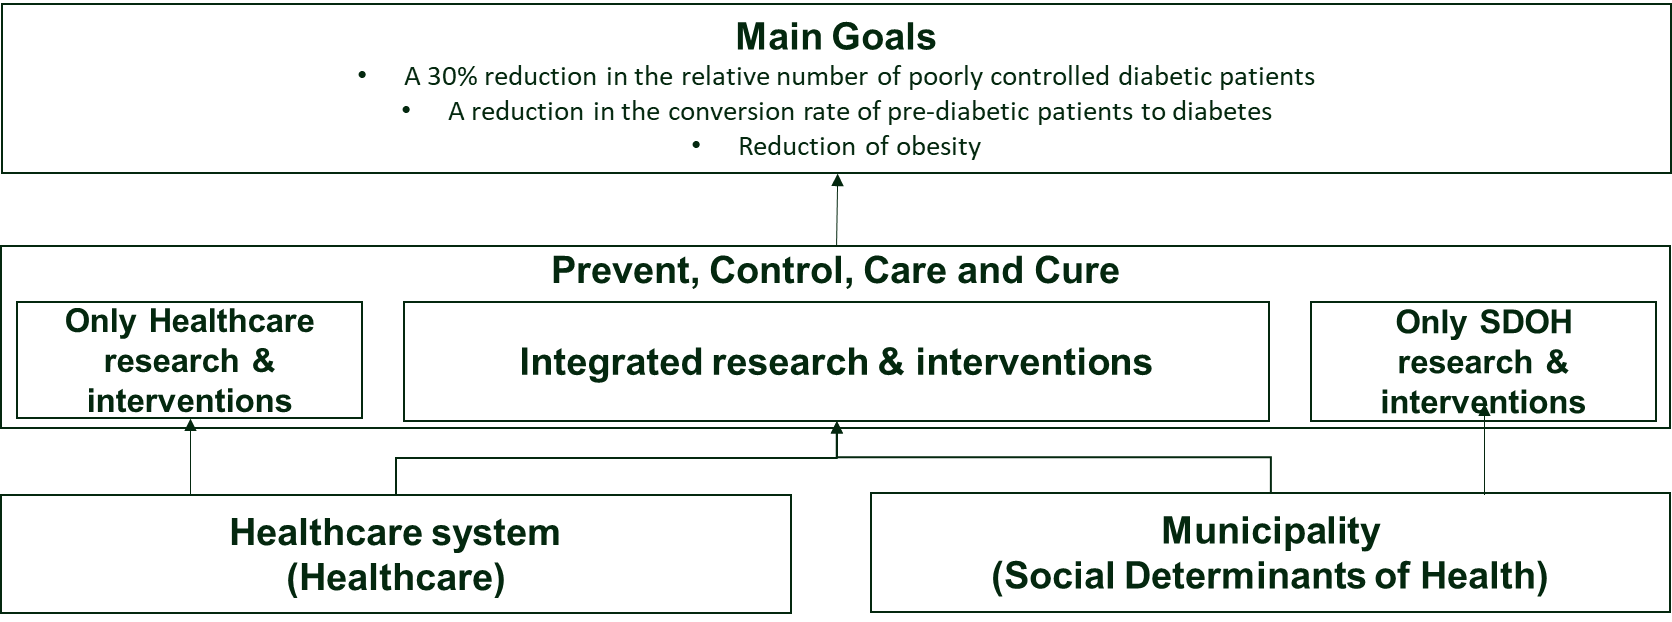 Main Goals
• A 30% reduction in the relative number of poorly controlled diabetic patients
• A reduction in the conversion rate of pre-diabetic patients to diabetes
• Reduction of obesity
Prevent, Control, Care and Cure
Only Healthcare
research &
interventions
Integrated research & interventions
Only SDOH
research &
interventions
Healthcare system
(Healthcare)
Municipality
(Social Determinants of Health)